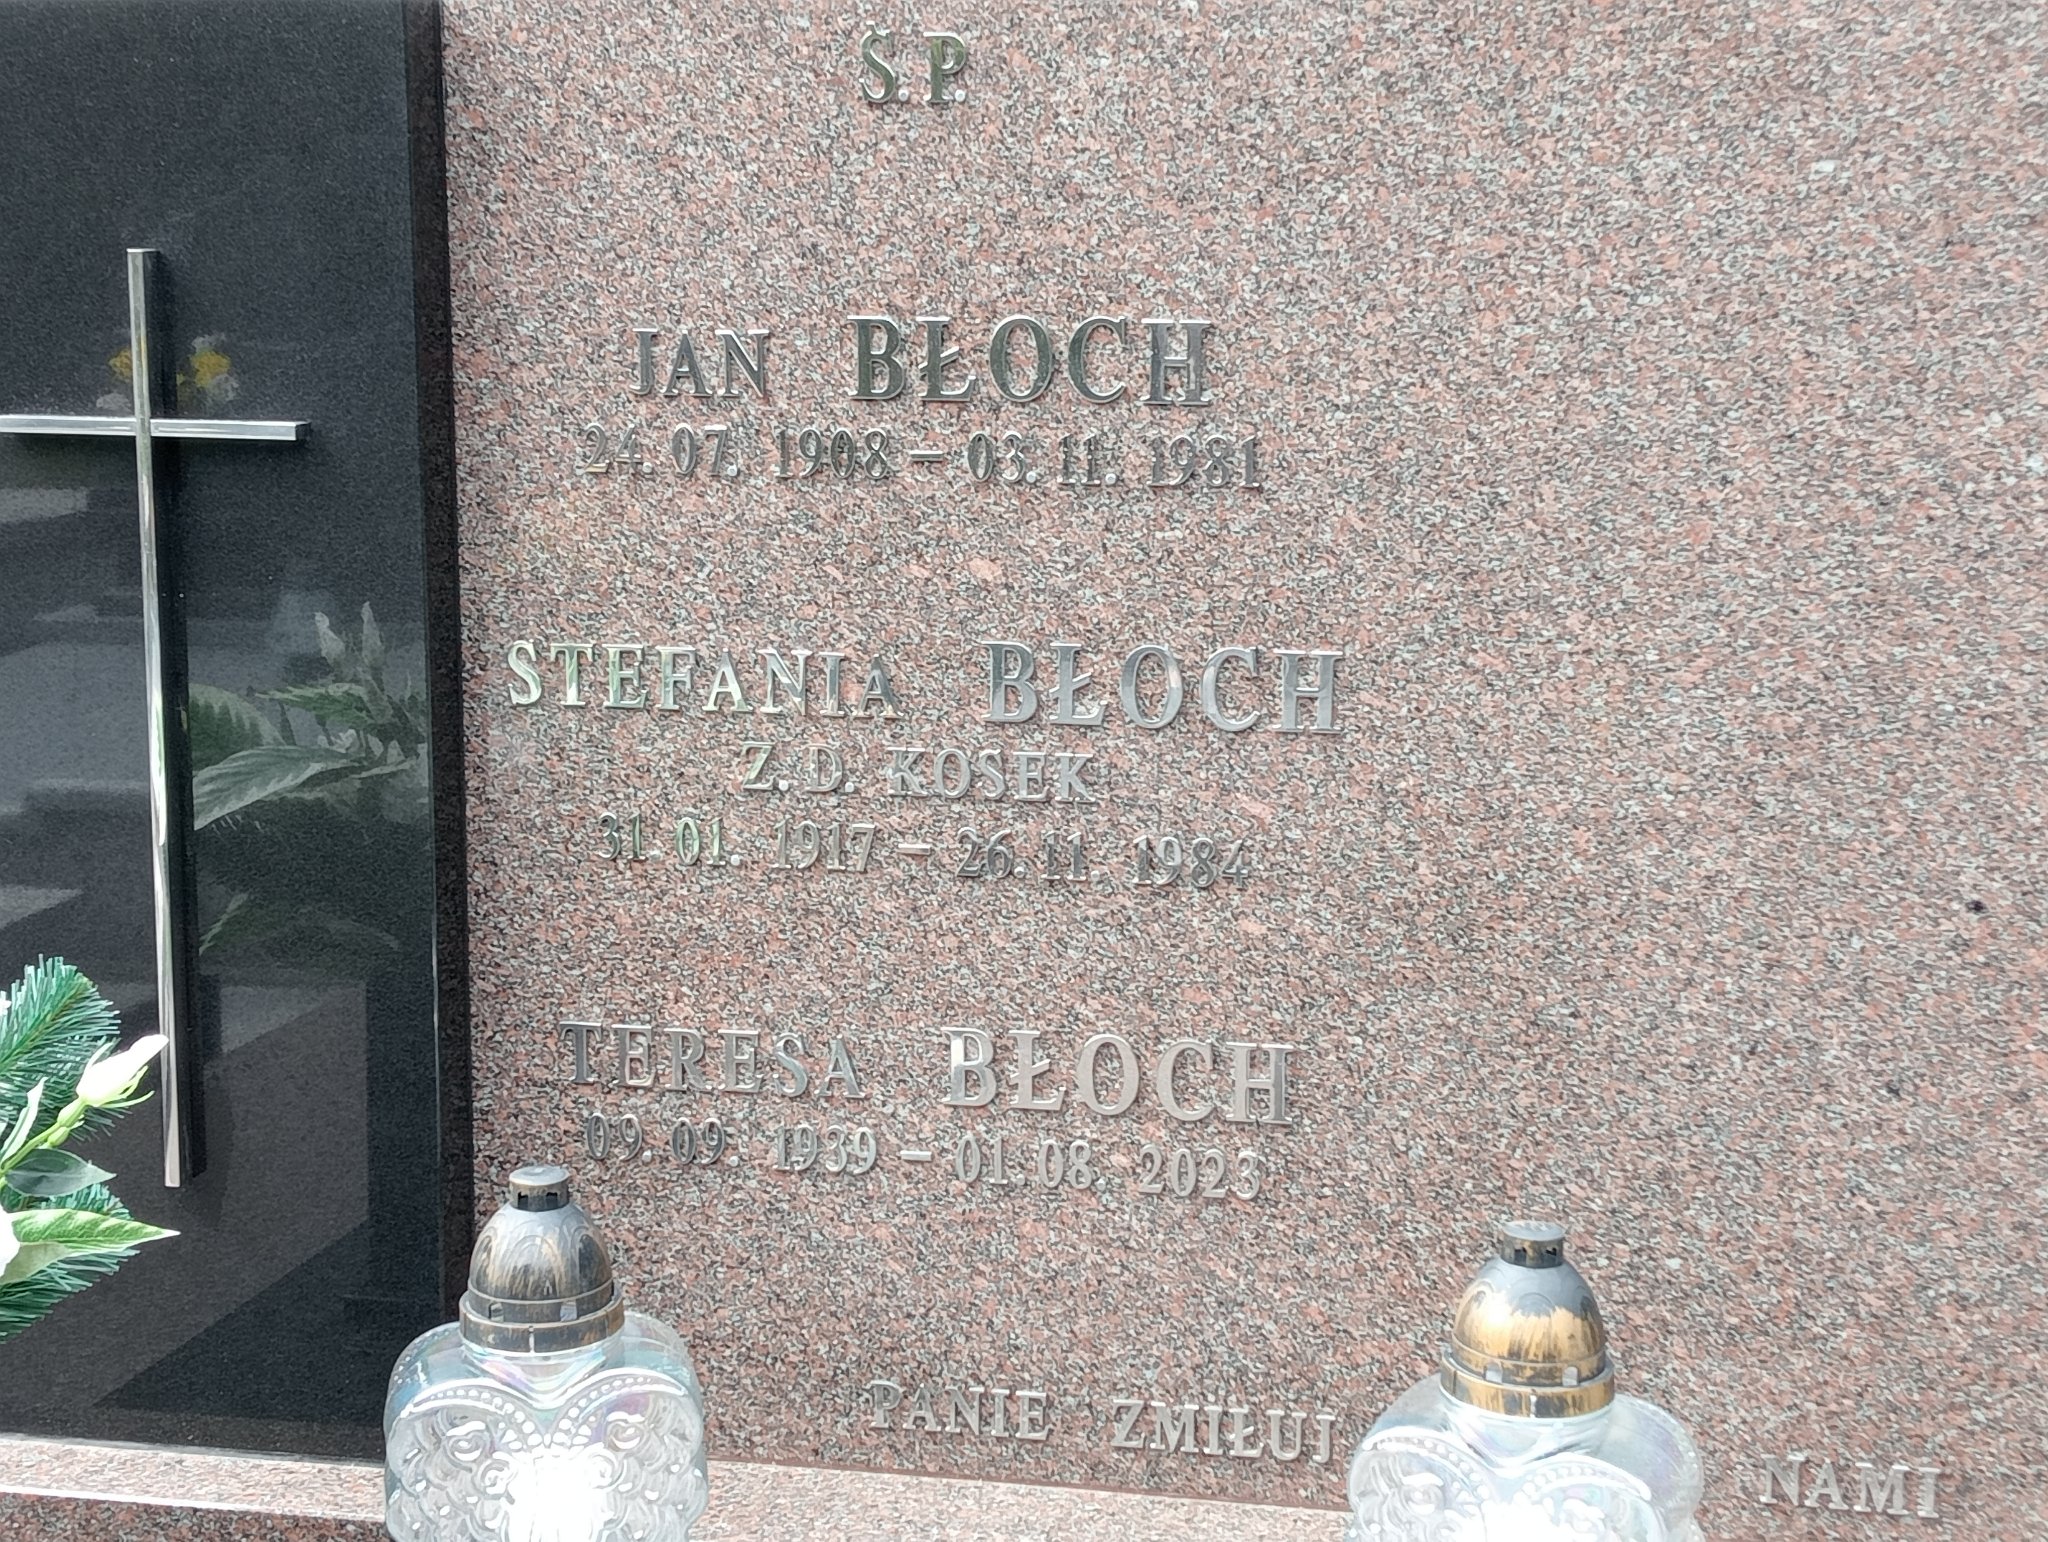 Ś.P.
JAN BŁOCH
24.07.1908 – 03.11.1981
STEFANIA BŁOCH
Z.D. KOSEK
31.01.1917 – 26.11.1984
TERESA BŁOCH
09.09.1939 – 01.08.2023
PANIE ZMIŁUJ NAMI